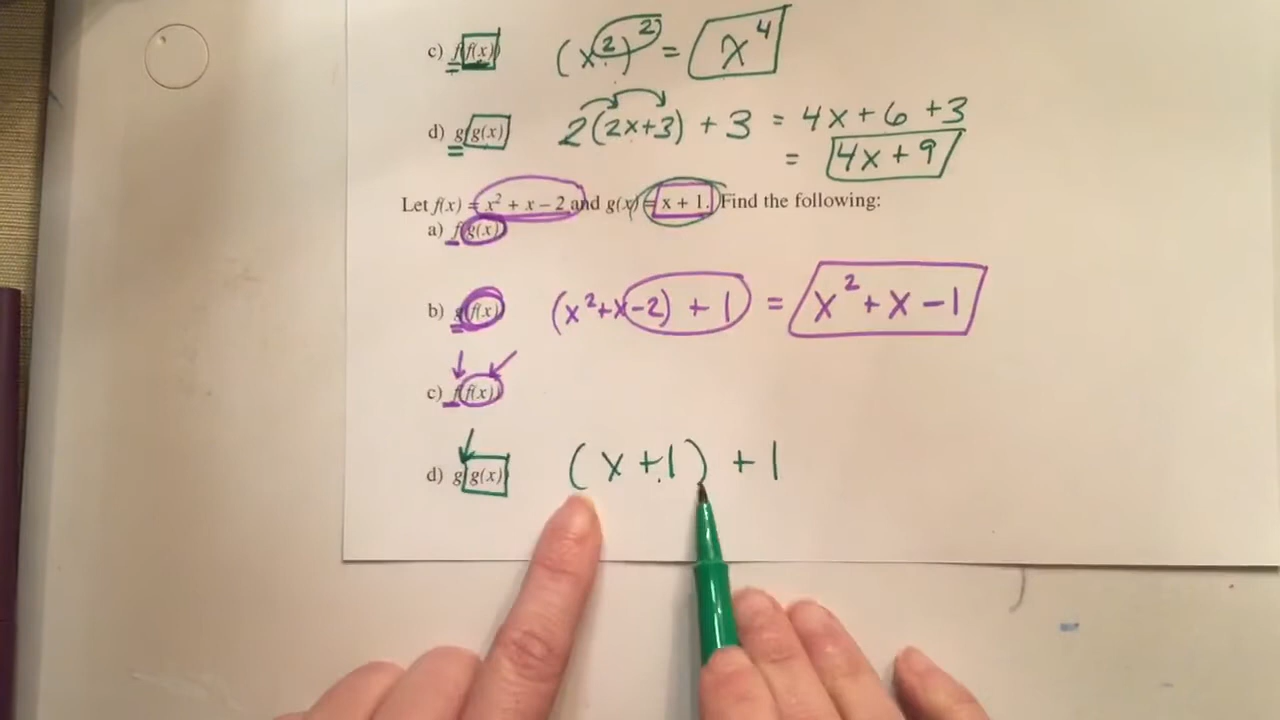 c) f(f(x)) (x²)² = x⁴
d) g(g(x)) 2(2x+3) + 3 = 4x + 6 + 3
= 4x + 9
Let f(x) = x² + x − 2 and g(x) = x + 1. Find the following:
a) f(g(x))
b) g(f(x)) (x²+x-2) + 1 = x² + x - 1
c) f(f(x))
d) g(g(x)) (x+1) + 1